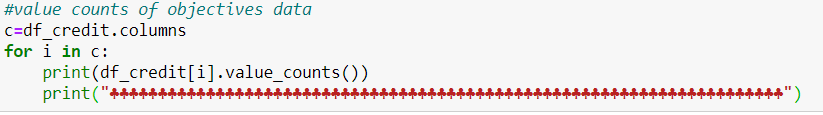 #value counts of objectives data
c=df_credit.columns
for i in c:
    print(df_credit[i].value_counts())
    print("♣♣♣♣♣♣♣♣♣♣♣♣♣♣♣♣♣♣♣♣♣♣♣♣♣♣♣♣♣♣♣♣♣♣♣♣♣♣♣♣♣♣♣♣♣♣♣♣♣♣♣♣♣♣♣♣♣♣♣♣♣♣♣♣♣♣♣♣♣♣")